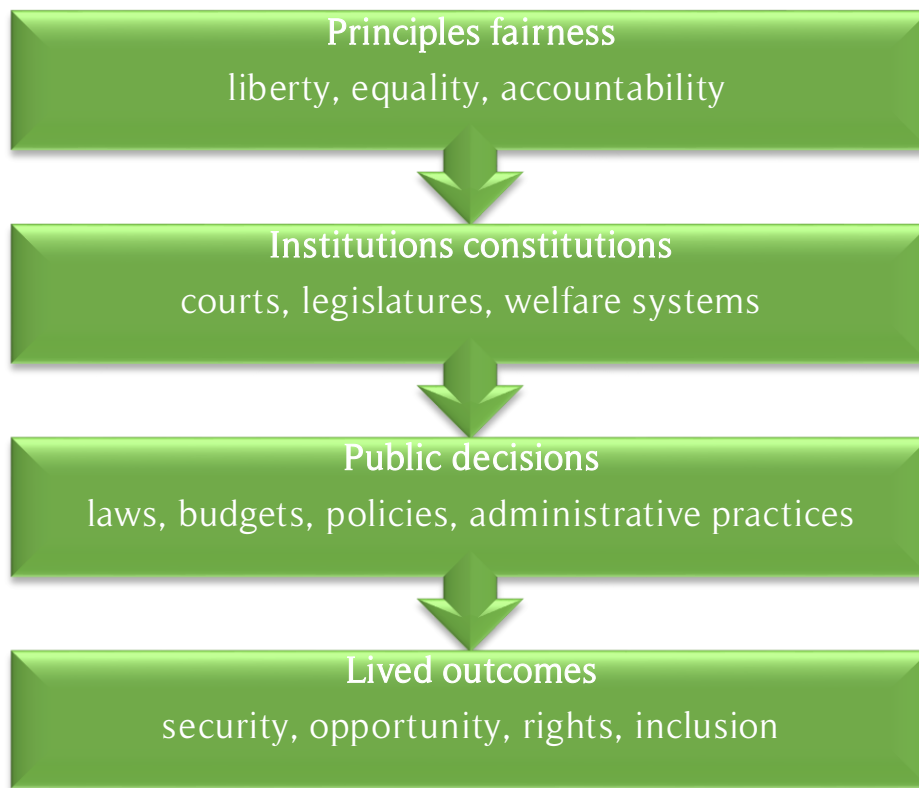 Principles fairness
liberty, equality, accountability
Institutions constitutions
courts, legislatures, welfare systems
Public decisions
laws, budgets, policies, administrative practices
Lived outcomes
security, opportunity, rights, inclusion